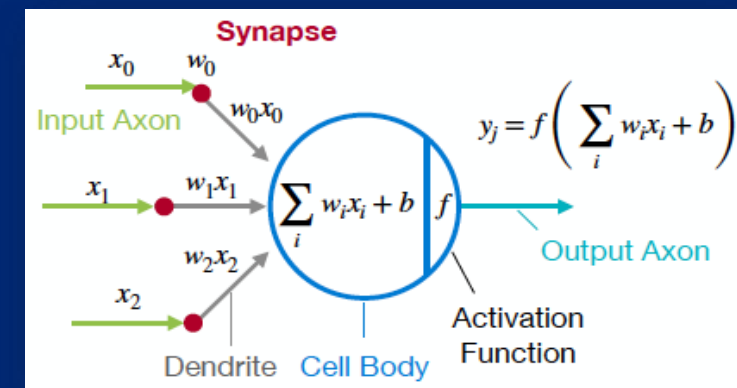 Synapse
x₀ w₀
Input Axon
w₀x₀
x₁ w₁x₁
w₂x₂
x₂
∑ᵢ wᵢxᵢ + b f
yⱼ = f(∑ᵢ wᵢxᵢ + b)
Output Axon
Activation
Function
Dendrite Cell Body